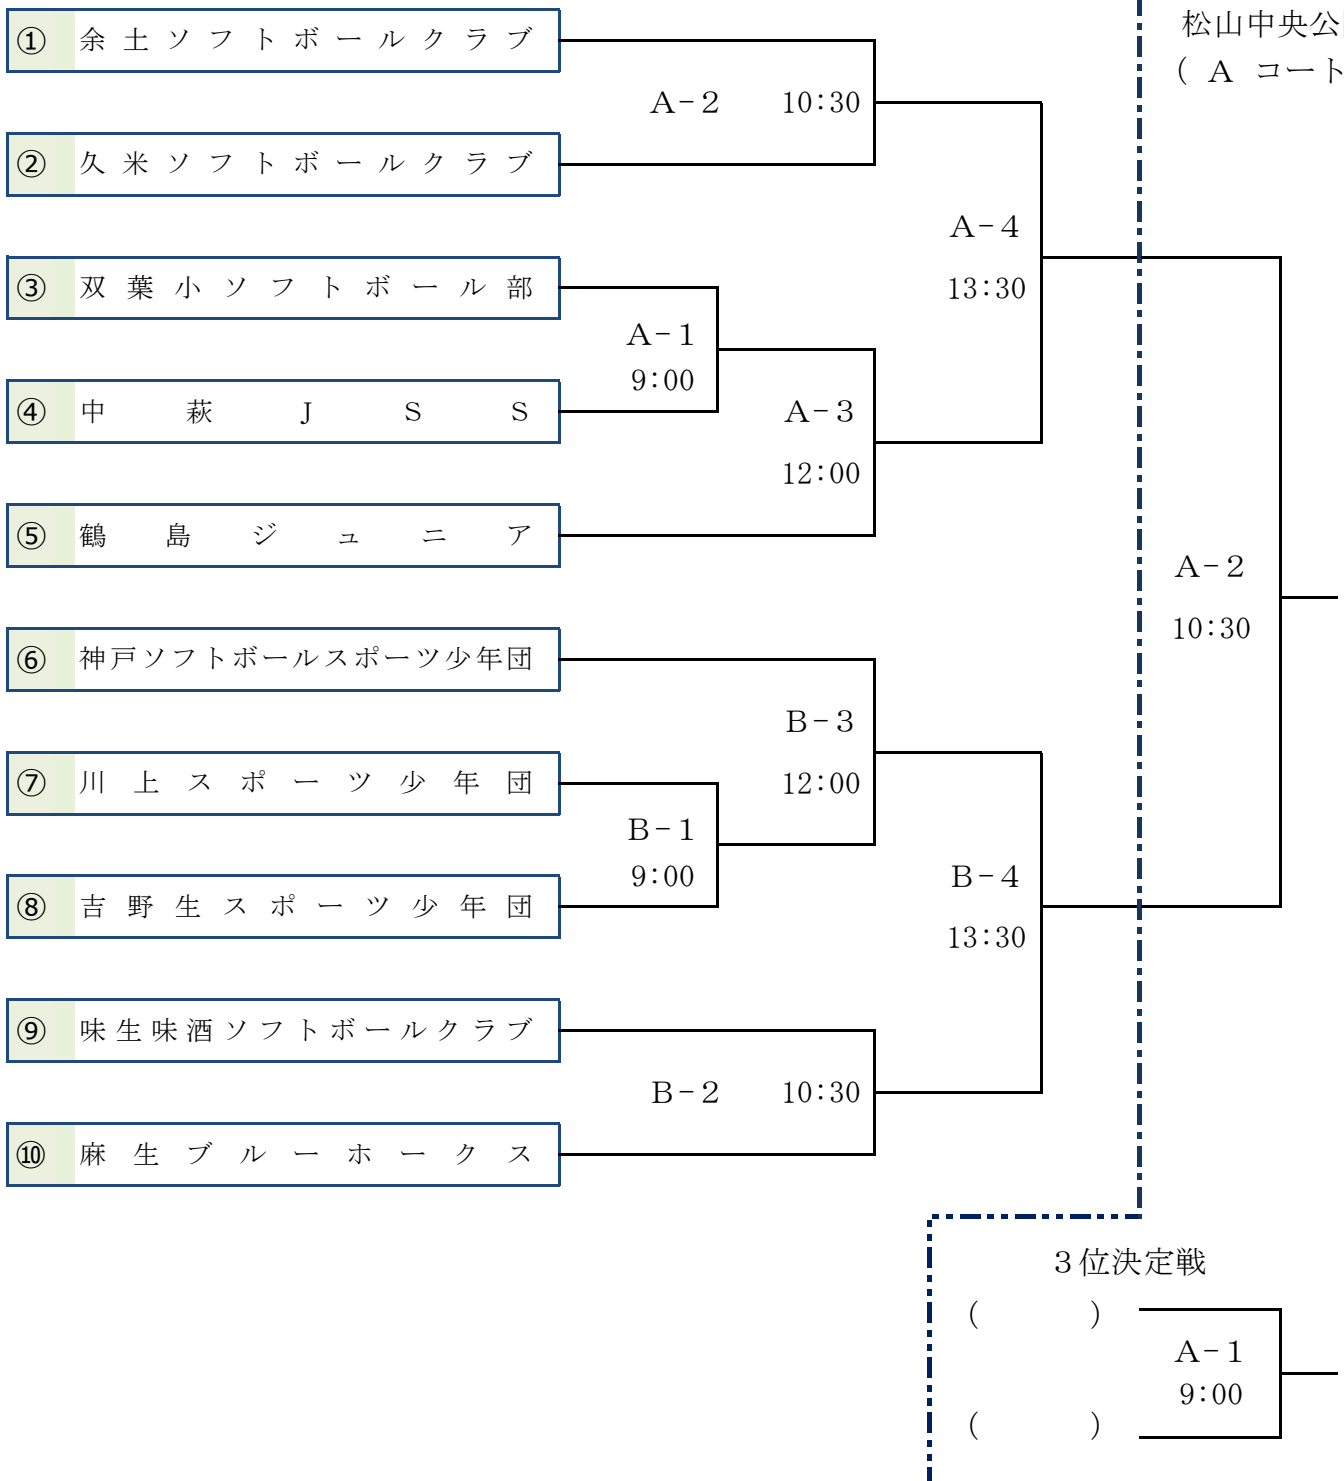 ① 余土ソフトボールクラブ
松山中央公
( A コート
A-2 10:30
② 久米ソフトボールクラブ
A-4
13:30
③ 双葉小ソフトボール部
A-1
9:00
④ 中萩JSS
A-3
12:00
⑤ 鶴島ジュニア
A-2
10:30
⑥ 神戸ソフトボールスポーツ少年団
B-3
12:00
⑦ 川上スポーツ少年団
B-1
9:00
⑧ 吉野生スポーツ少年団
B-4
13:30
⑨ 味生味酒ソフトボールクラブ
B-2 10:30
⑩ 麻生ブルーホークス
3位決定戦
( )
A-1
9:00
( )